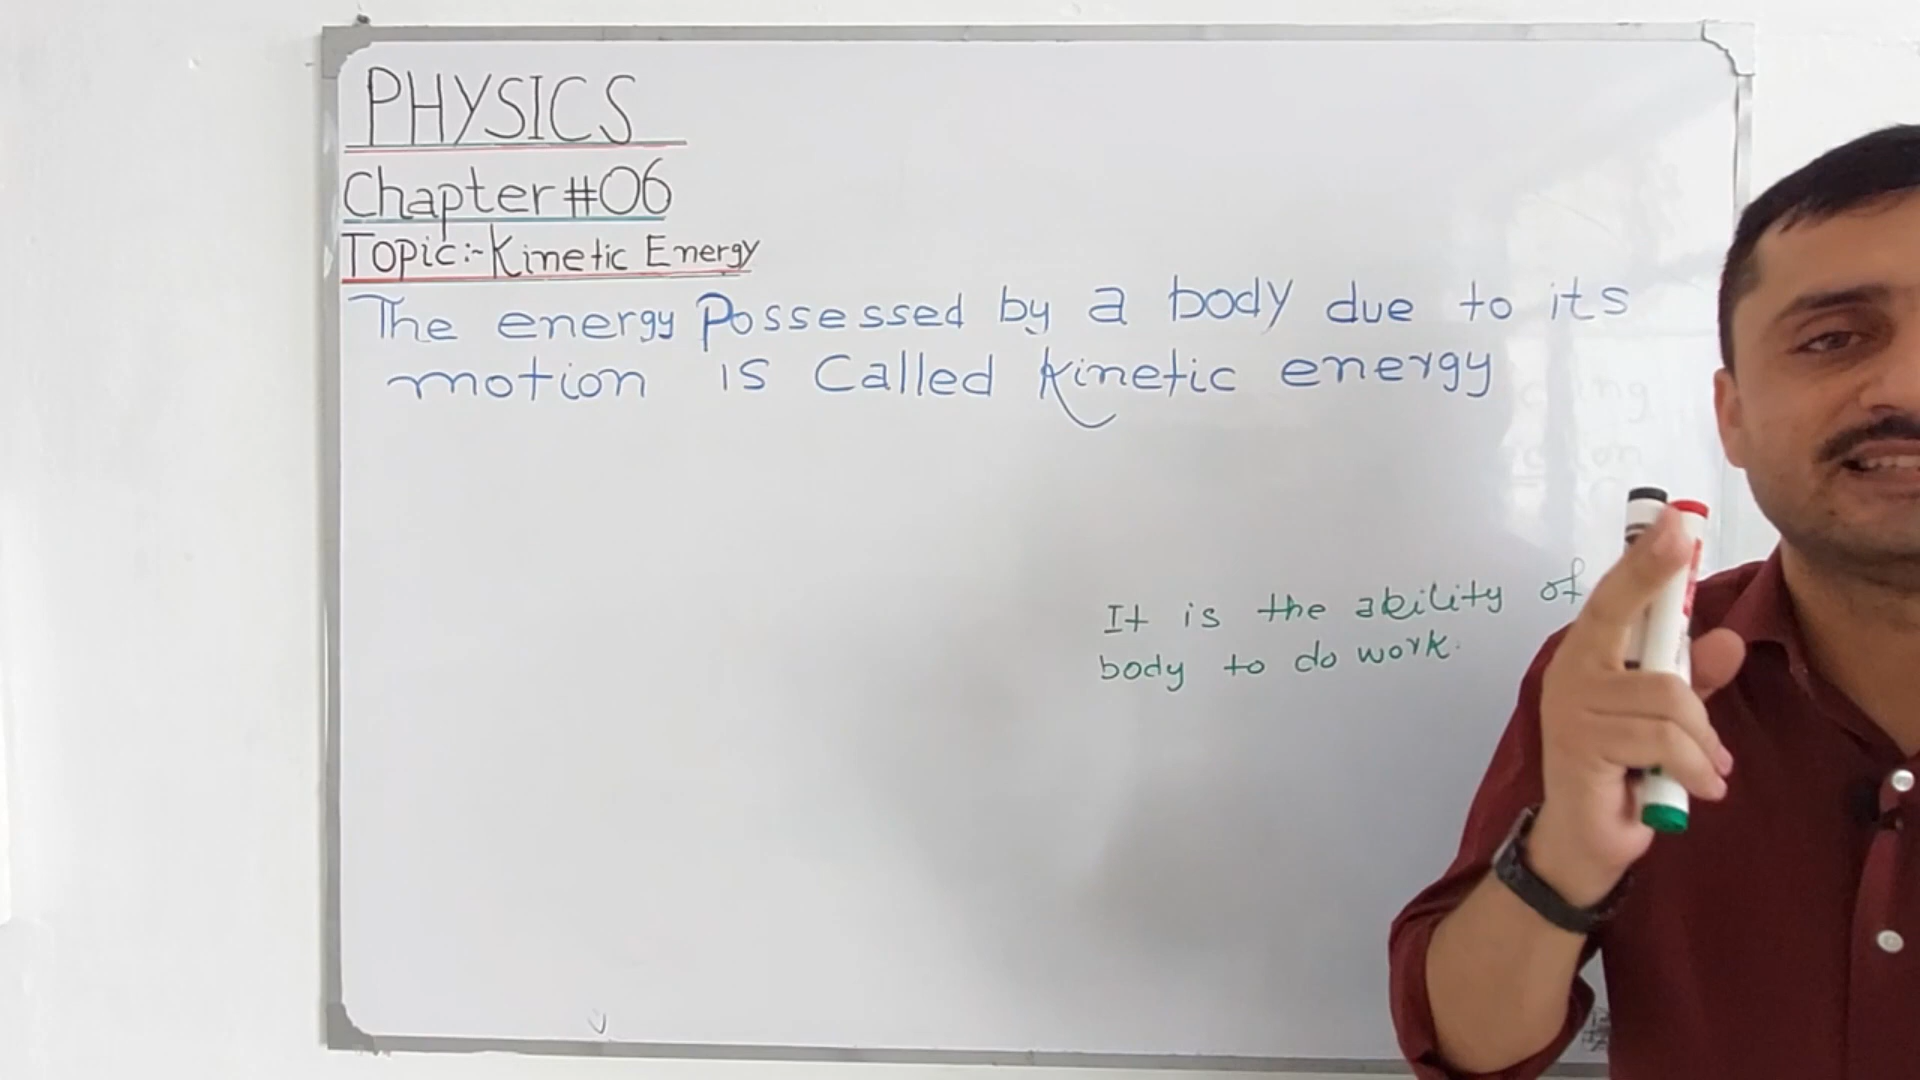 PHYSICS
Chapter #06
Topic:- Kinetic Energy
The energy Possessed by a body due to its
motion is Called Kinetic energy
It is the ability of
body to do work.